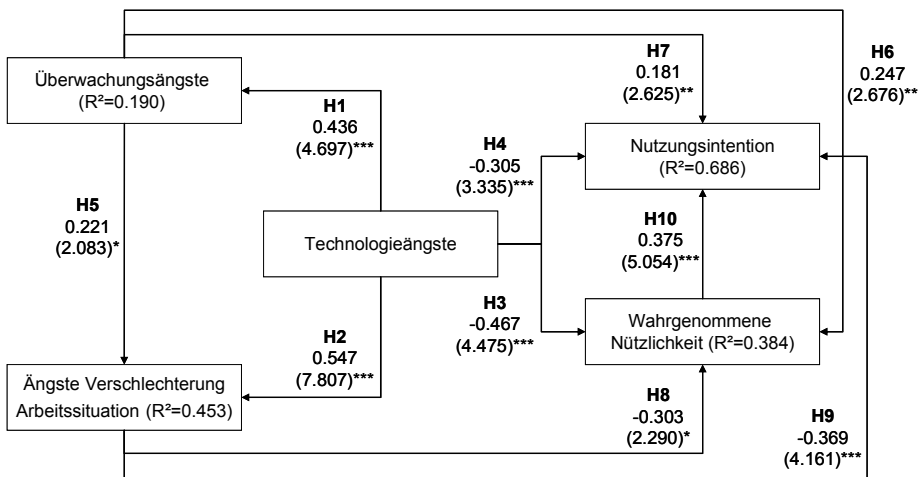 Überwachungsängste
(R²=0.190)
H1
0.436
(4.697)***
H7
0.181
(2.625)**
H6
0.247
(2.676)**
H4
-0.305
(3.335)***
Nutzungsintention
(R²=0.686)
H5
0.221
(2.083)*
Technologieängste
H10
0.375
(5.054)***
H3
-0.467
(4.475)***
Wahrgenommene
Nützlichkeit (R²=0.384)
H2
0.547
(7.807)***
Ängste Verschlechterung
Arbeitssituation (R²=0.453)
H8
-0.303
(2.290)*
H9
-0.369
(4.161)***